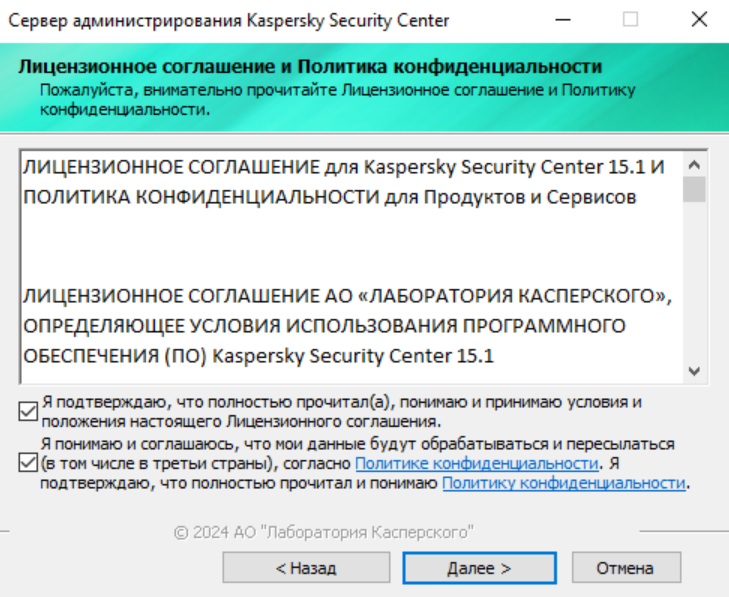 Сервер администрирования Kaspersky Security Center
Лицензионное соглашение и Политика конфиденциальности
Пожалуйста, внимательно прочитайте Лицензионное соглашение и Политику
конфиденциальности.
ЛИЦЕНЗИОННОЕ СОГЛАШЕНИЕ для Kaspersky Security Center 15.1 И
ПОЛИТИКА КОНФИДЕНЦИАЛЬНОСТИ для Продуктов и Сервисов
ЛИЦЕНЗИОННОЕ СОГЛАШЕНИЕ АО «ЛАБОРАТОРИЯ КАСПЕРСКОГО»,
ОПРЕДЕЛЯЮЩЕЕ УСЛОВИЯ ИСПОЛЬЗОВАНИЯ ПРОГРАММНОГО
ОБЕСПЕЧЕНИЯ (ПО) Kaspersky Security Center 15.1
Я подтверждаю, что полностью прочитал(а), понимаю и принимаю условия и
положения настоящего Лицензионного соглашения.
Я понимаю и соглашаюсь, что мои данные будут обрабатываться и пересылаться
(в том числе в третьи страны), согласно Политике конфиденциальности. Я
подтверждаю, что полностью прочитал и понимаю Политику конфиденциальности.
© 2024 АО "Лаборатория Касперского"
< Назад
Далее >
Отмена